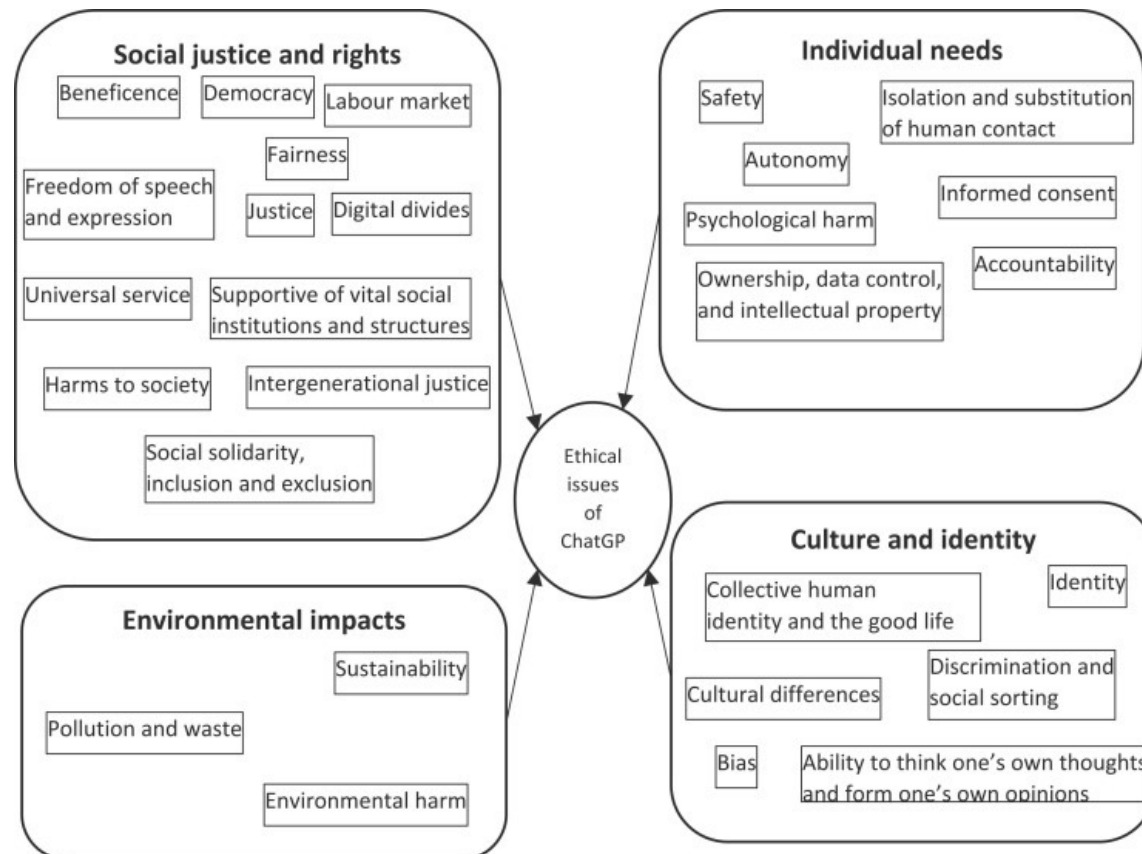 Social justice and rights
Beneficence
Democracy
Labour market
Fairness
Freedom of speech
and expression
Justice
Digital divides
Universal service
Supportive of vital social
institutions and structures
Harms to society
Intergenerational justice
Social solidarity,
inclusion and exclusion
Individual needs
Safety
Isolation and substitution
of human contact
Autonomy
Informed consent
Psychological harm
Accountability
Ownership, data control,
and intellectual property
Ethical
issues
of
ChatGP
Environmental impacts
Sustainability
Pollution and waste
Environmental harm
Culture and identity
Collective human
identity and the good life
Identity
Discrimination and
social sorting
Cultural differences
Bias
Ability to think one’s own thoughts
and form one’s own opinions